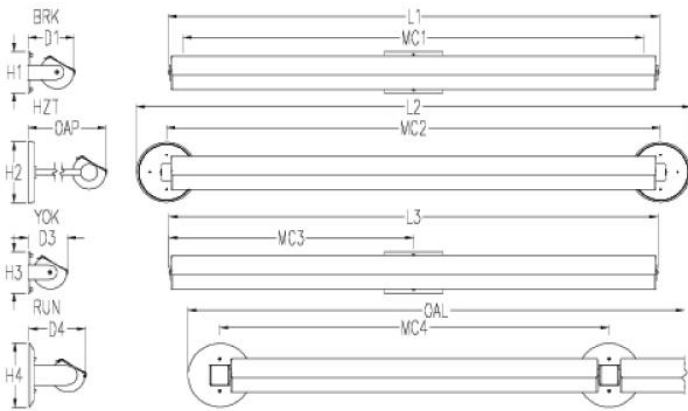 BRK
D1
L1
MC1
H1
HZT
OAP
L2
MC2
H2
YOK
D3
L3
MC3
H3
RUN
D4
OAL
MC4
H4